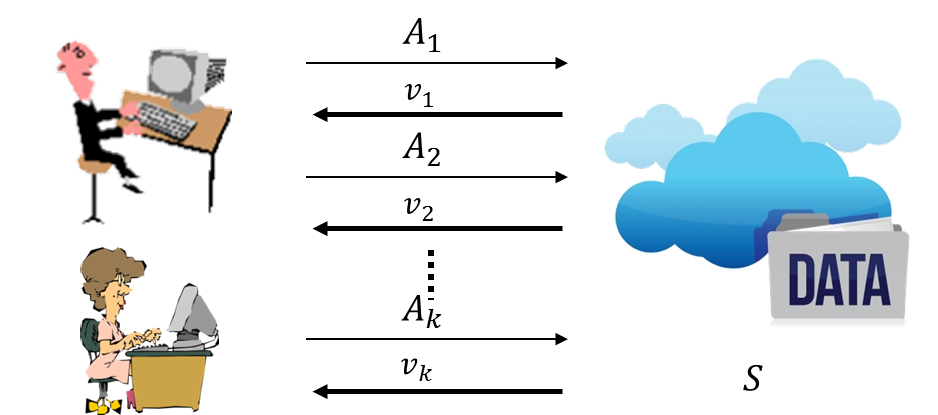 A₁
v₁
A₂
v₂
Aₖ
vₖ
DATA
S